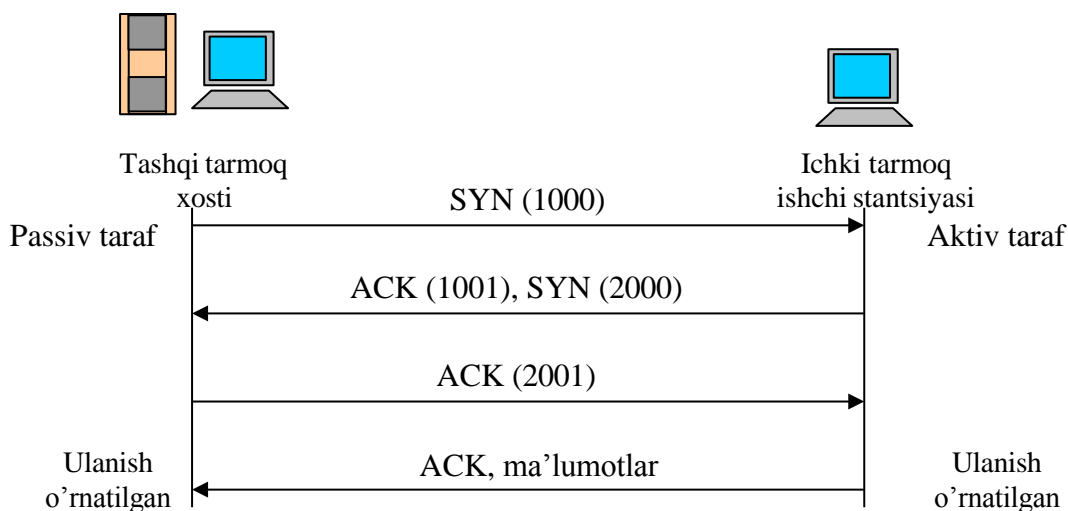 Tashqi tarmoq
xosti
Ichki tarmoq
ishchi stantsiyasi
SYN (1000)
Passiv taraf
Aktiv taraf
ACK (1001), SYN (2000)
ACK (2001)
ACK, ma’lumotlar
Ulanish
o’rnatilgan
Ulanish
o’rnatilgan